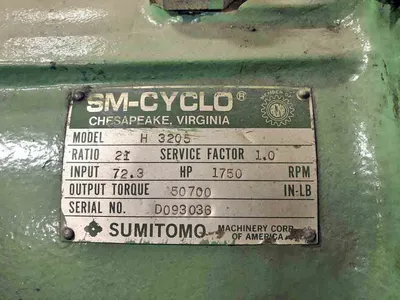 SM-CYCLO®
CHESAPEAKE, VIRGINIA
MODEL H 3205
RATIO 21 SERVICE FACTOR 1.0
INPUT 72.3 HP 1750 RPM
OUTPUT TORQUE 50700 IN-LB
SERIAL NO. D093036
SUMITOMO MACHINERY CORP.
OF AMERICA